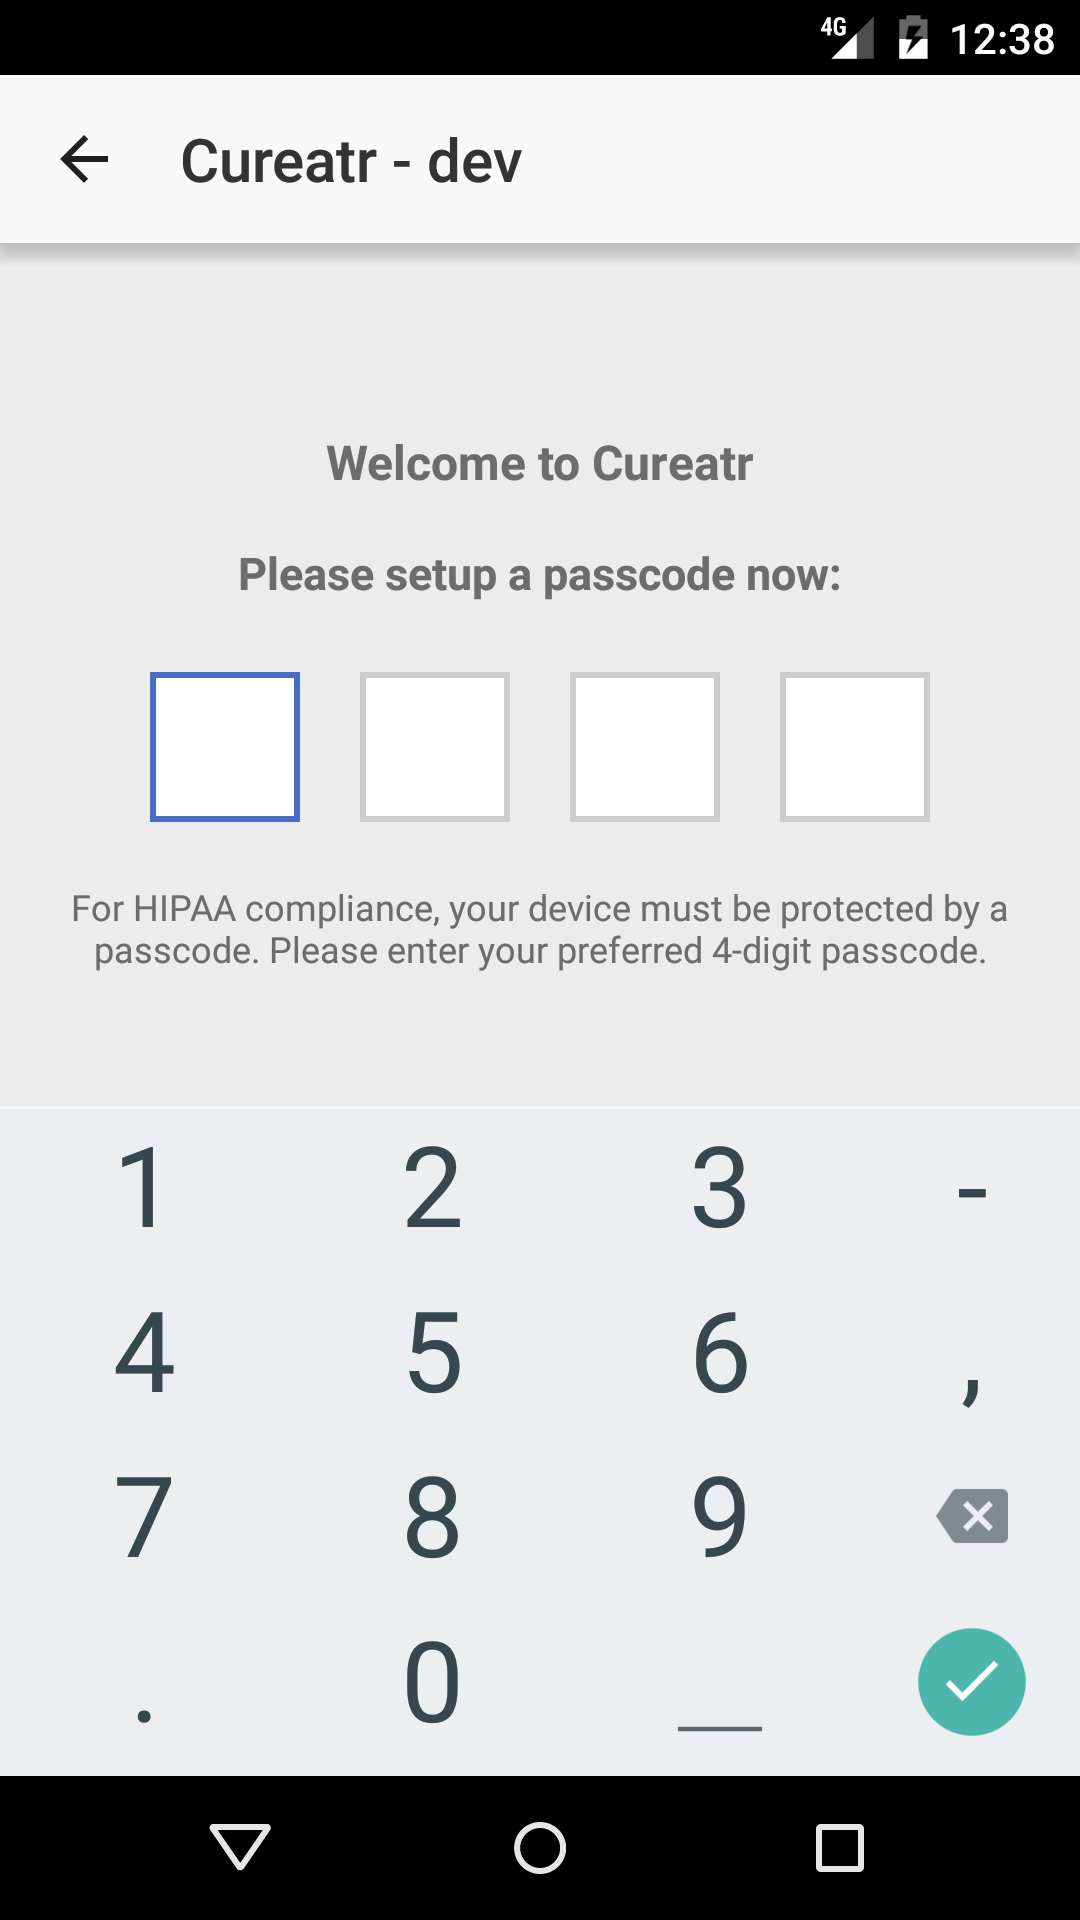 4G 12:38
Cureatr - dev
Welcome to Cureatr
Please setup a passcode now:
For HIPAA compliance, your device must be protected by a
passcode. Please enter your preferred 4-digit passcode.
1 2 3 -
4 5 6 ,
7 8 9
. 0 _